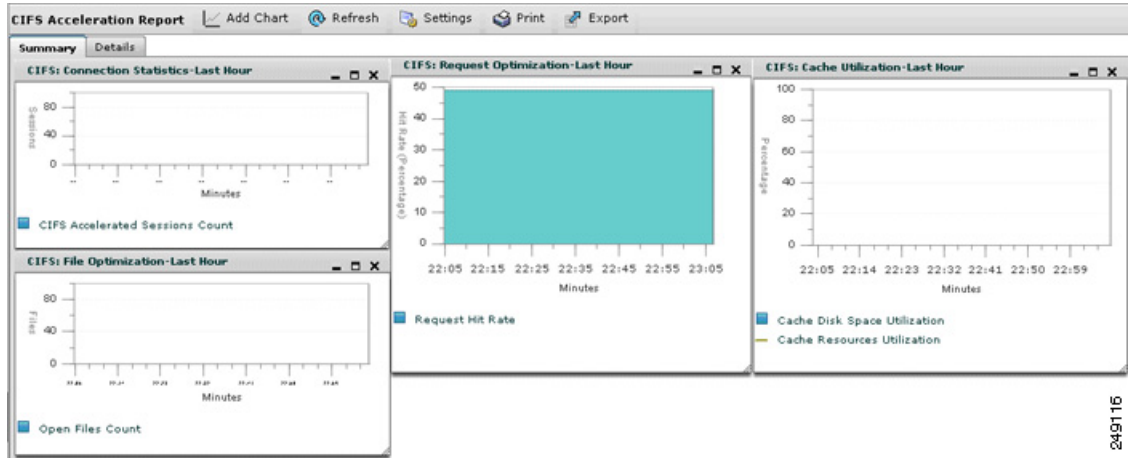 CIFS Acceleration Report Add Chart Refresh Settings Print Export
Summary Details
CIFS: Connection Statistics-Last Hour
Sessions
80
40
0
Minutes
CIFS Accelerated Sessions Count
CIFS: File Optimization-Last Hour
Files
80
40
0
Minutes
Open Files Count
CIFS: Request Optimization-Last Hour
Hit Rate (Percentage)
50
40
30
20
10
0
22:05 22:15 22:25 22:35 22:45 22:55 23:05
Minutes
Request Hit Rate
CIFS: Cache Utilization-Last Hour
Percentage
100
80
60
40
20
0
22:05 22:14 22:23 22:32 22:41 22:50 22:59
Minutes
Cache Disk Space Utilization
Cache Resources Utilization
249116